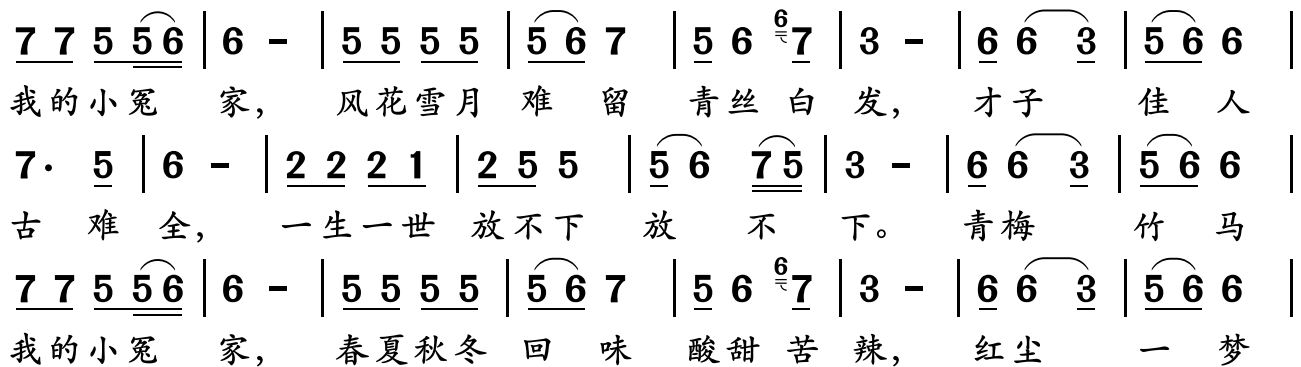 7 7 5 5 6 | 6 - | 5 5 5 5 | 5 6 7 | 5 6 6 7 | 3 - | 6 6 3 | 5 6 6 |
我的小冤 家， 风花雪月 难 留 青丝 白 发， 才子 佳 人
7· 5 | 6 - | 2 2 2 1 | 2 5 5 | 5 6 7 5 | 3 - | 6 6 3 | 5 6 6 |
古 难 全， 一生一世 放不下 放 不 下。 青梅 竹 马
7 7 5 5 6 | 6 - | 5 5 5 5 | 5 6 7 | 5 6 6 7 | 3 - | 6 6 3 | 5 6 6 |
我的小冤 家， 春夏秋冬 回 味 酸甜 苦 辣， 红尘 一 梦